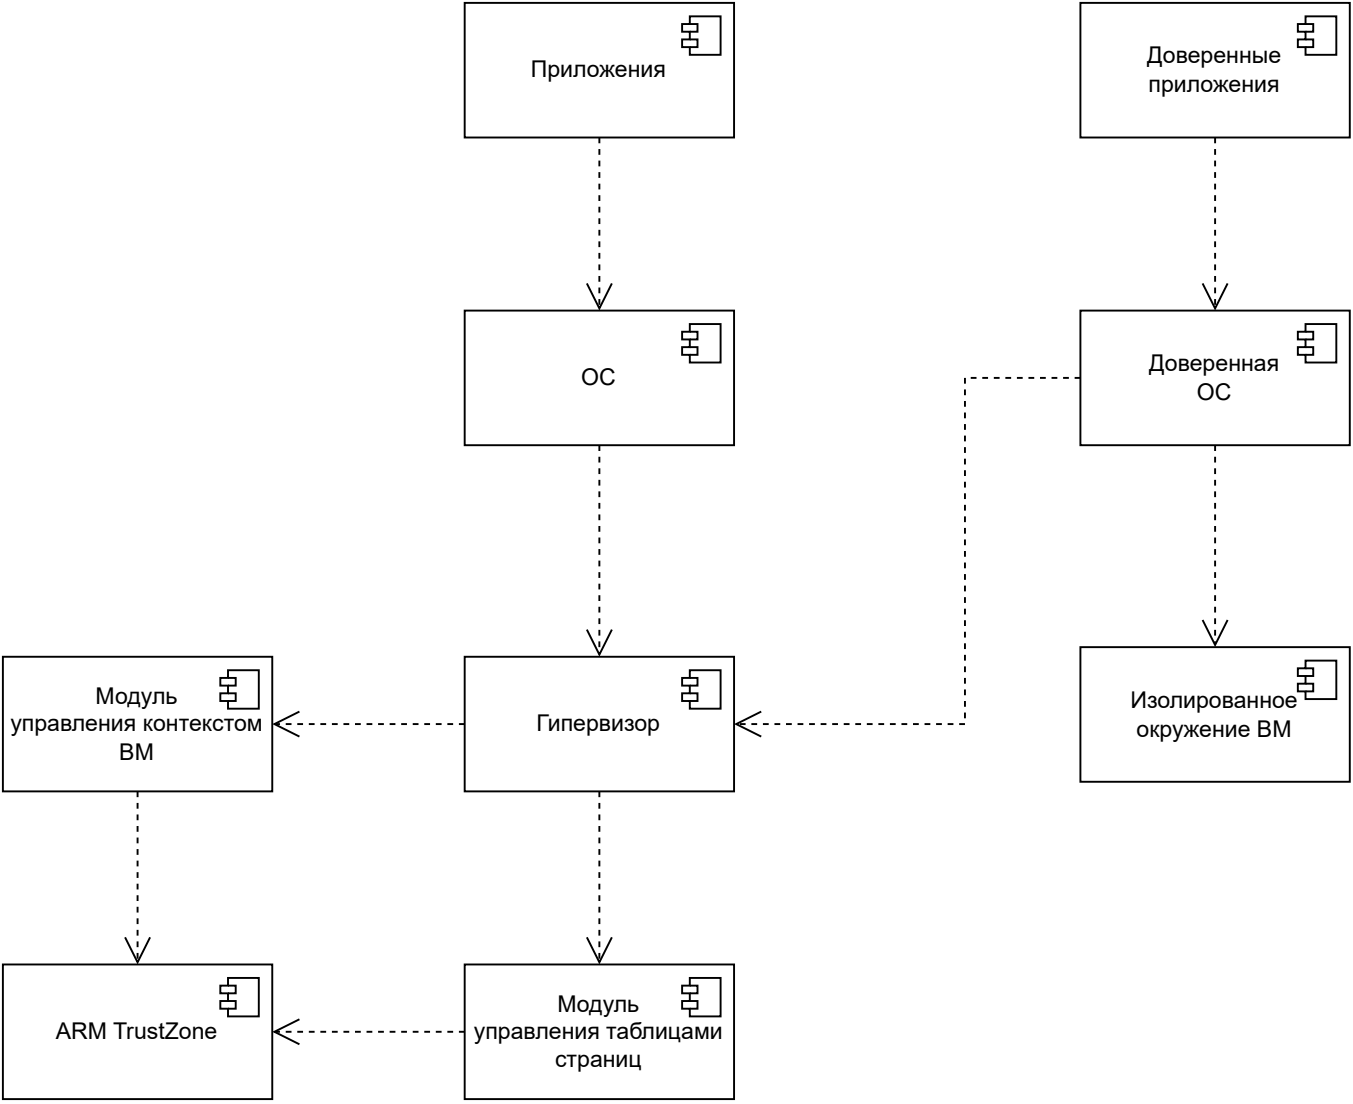 Приложения
Доверенные
приложения
ОС
Доверенная
ОС
Модуль
управления контекстом
ВМ
Гипервизор
Изолированное
окружение ВМ
ARM TrustZone
Модуль
управления таблицами
страниц